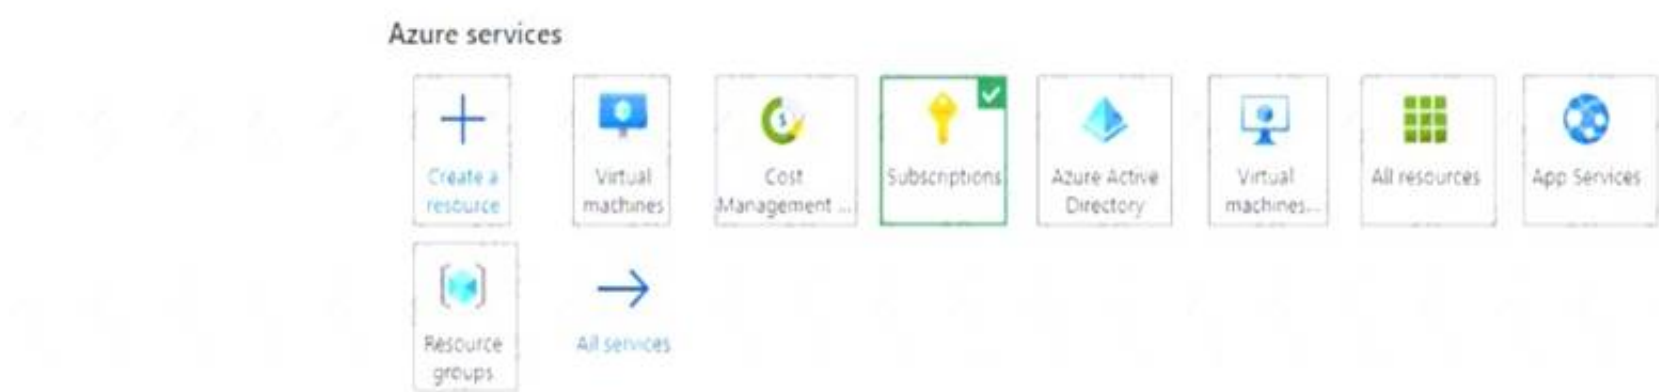 Azure services
Create a
resource
Virtual
machines
Cost
Management ...
Subscriptions
Azure Active
Directory
Virtual
machines...
All resources
App Services
Resource
groups
All services